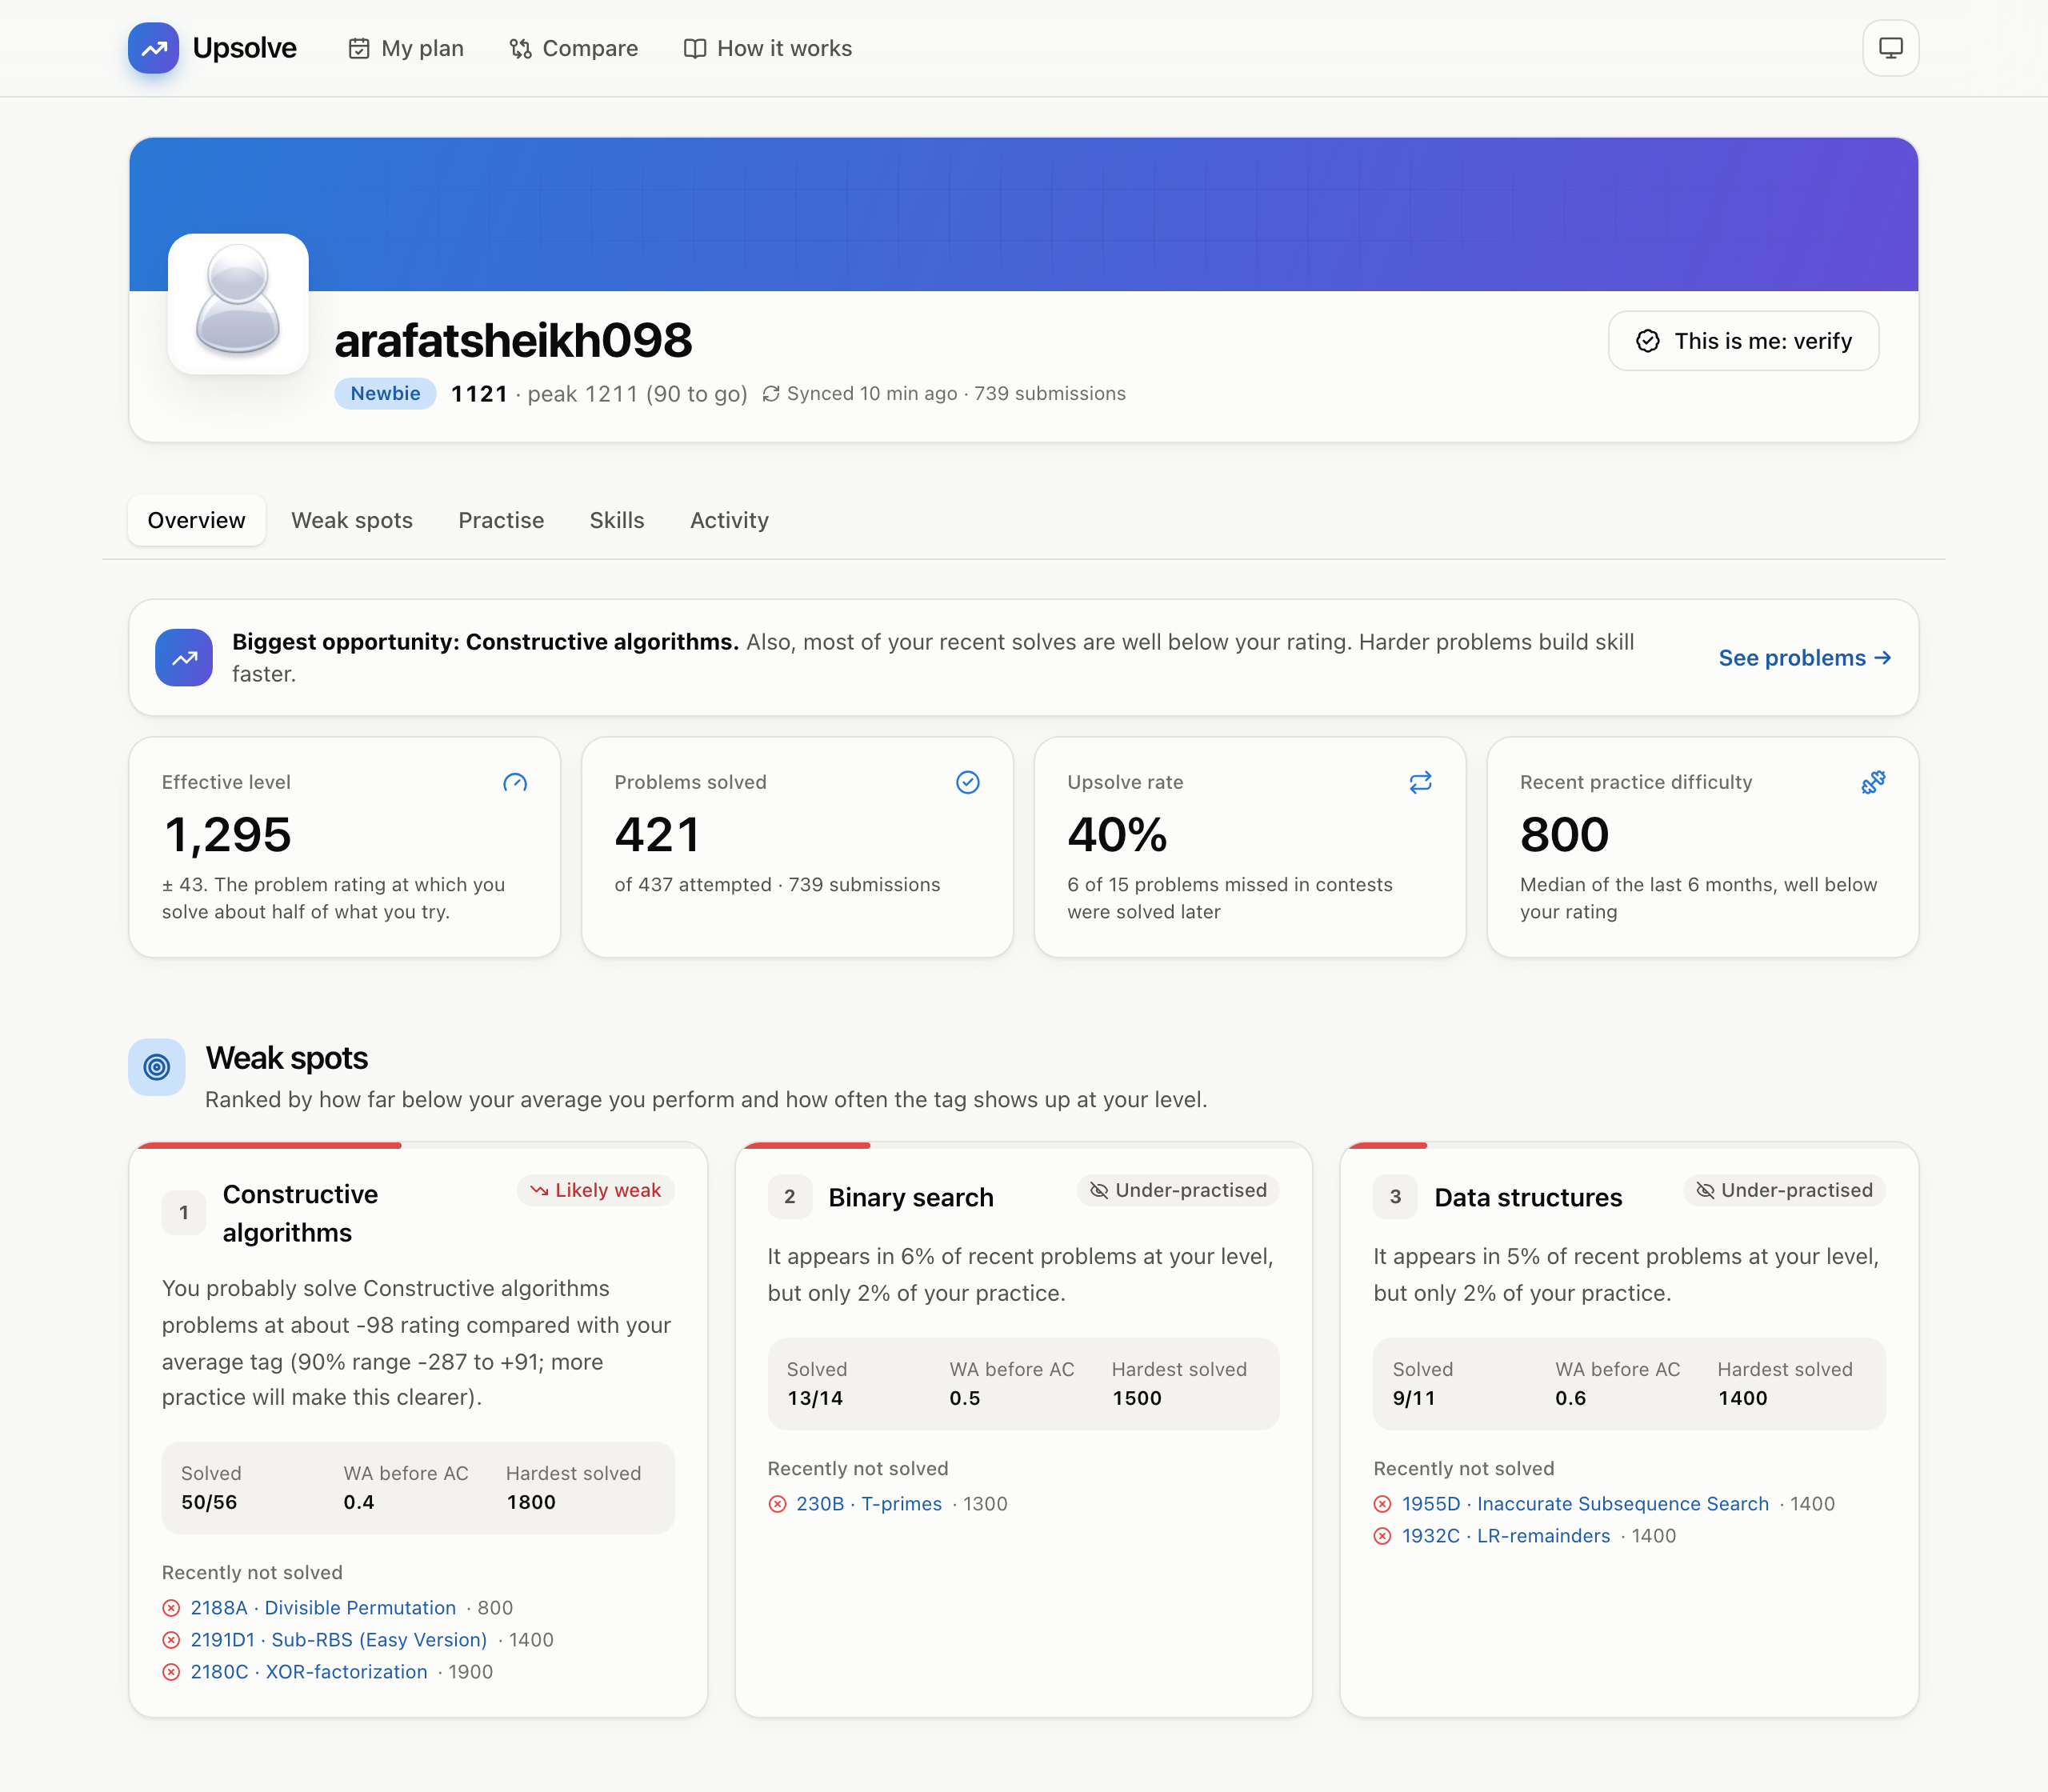 Upsolve
My plan
Compare
How it works
arafatsheikh098
This is me: verify
Newbie 1121 · peak 1211 (90 to go) Synced 10 min ago · 739 submissions
Overview
Weak spots
Practise
Skills
Activity
Biggest opportunity: Constructive algorithms. Also, most of your recent solves are well below your rating. Harder problems build skill
faster.
See problems →
Effective level
1,295
± 43. The problem rating at which you
solve about half of what you try.
Problems solved
421
of 437 attempted · 739 submissions
Upsolve rate
40%
6 of 15 problems missed in contests
were solved later
Recent practice difficulty
800
Median of the last 6 months, well below
your rating
Weak spots
Ranked by how far below your average you perform and how often the tag shows up at your level.
1
Constructive
algorithms
Likely weak
You probably solve Constructive algorithms
problems at about -98 rating compared with your
average tag (90% range -287 to +91; more
practice will make this clearer).
Solved
50/56
WA before AC
0.4
Hardest solved
1800
Recently not solved
2188A · Divisible Permutation · 800
2191D1 · Sub-RBS (Easy Version) · 1400
2180C · XOR-factorization · 1900
2
Binary search
Under-practised
It appears in 6% of recent problems at your level,
but only 2% of your practice.
Solved
13/14
WA before AC
0.5
Hardest solved
1500
Recently not solved
230B · T-primes · 1300
3
Data structures
Under-practised
It appears in 5% of recent problems at your level,
but only 2% of your practice.
Solved
9/11
WA before AC
0.6
Hardest solved
1400
Recently not solved
1955D · Inaccurate Subsequence Search · 1400
1932C · LR-remainders · 1400